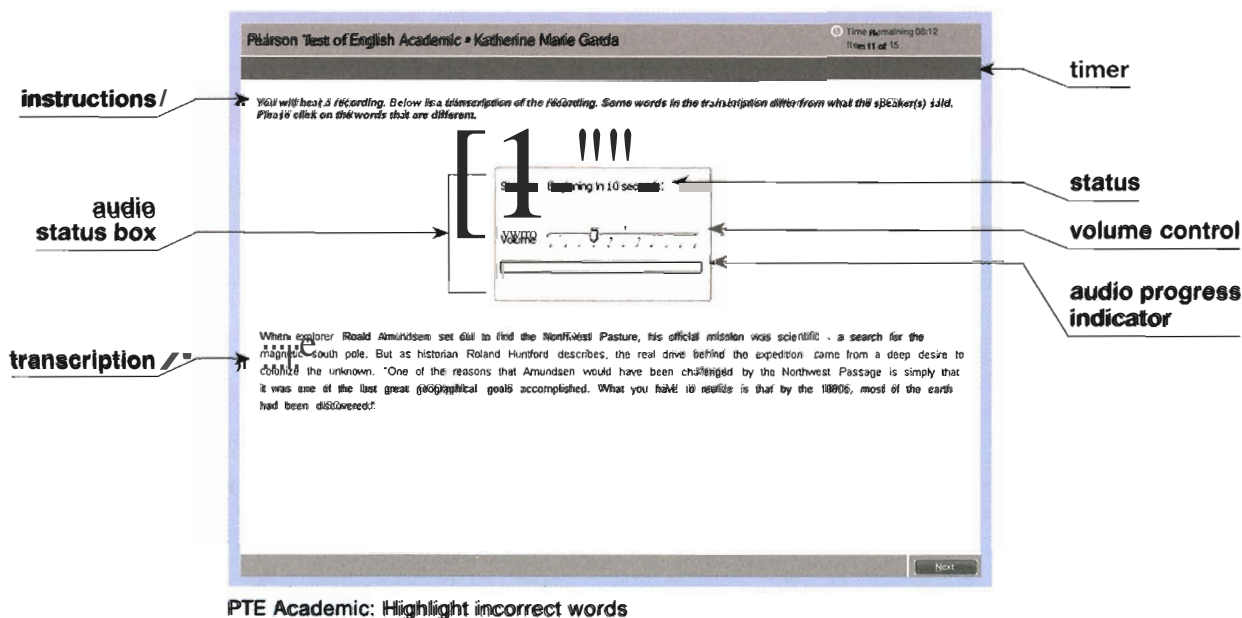 Pearson Test of English Academic • Katherine Marie Garcia
Time Remaining 08:12
Item 11 of 15
timer
instructions
You will hear a recording. Below is a transcription of the recording. Some words in the transcription differ from what the speaker(s) said.
Please click on the words that are different.
audio
status box
Beginning in 10 seconds.
status
Volume
volume control
audio progress
indicator
transcription
When explorer Roald Amundsen set out to find the Northwest Pasture, his official mission was scientific - a search for the
magnetic south pole. But as historian Roland Huntford describes, the real drive behind the expedition came from a deep desire to
the unknown. "One of the reasons that Amundsen would have been challenged by the Northwest Passage is simply that
it was one of the last great geographical goals accomplished. What you have to realize is that by the 1890s, most of the earth
had been discovered."
Next
PTE Academic: Highlight incorrect words